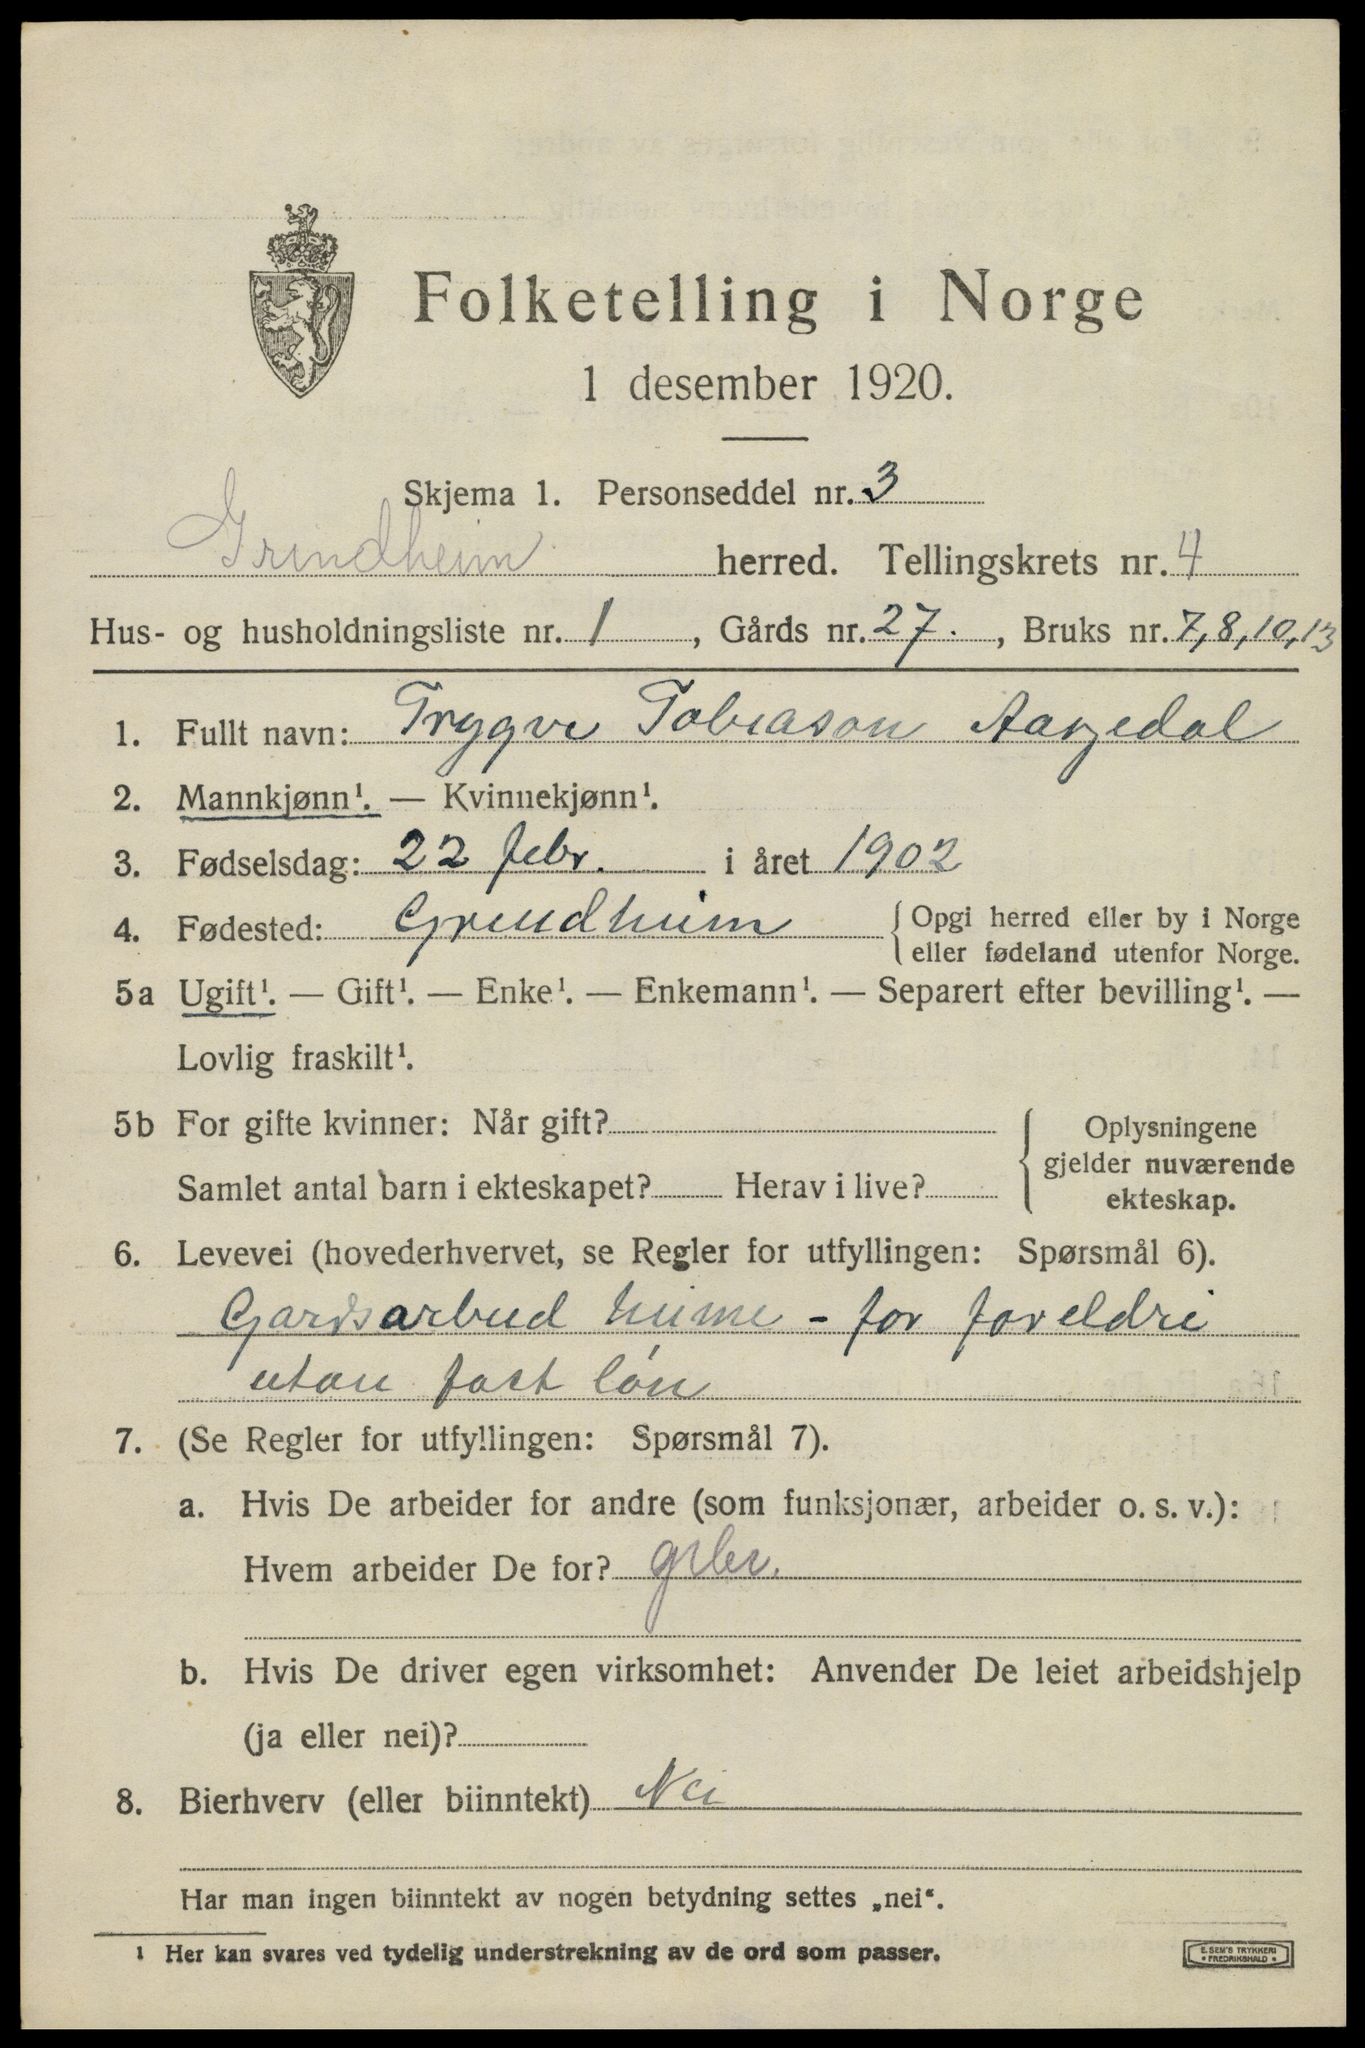 Folketelling i Norge
1 desember 1920.
Skjema 1. Personseddel nr. 3
Grindheim herred. Tellingskrets nr. 4
Hus- og husholdningsliste nr. 1, Gårds nr. 27., Bruks nr. 7, 8, 10, 13
1. Fullt navn: Trygve Tobiason Aagedal
2. Mannkjønn¹. — Kvinnekjønn¹.
3. Fødselsdag: 22 febr. i året 1902
4. Fødested: Grindheim { Opgi herred eller by i Norge
eller fødeland utenfor Norge.
5a Ugift¹. — Gift¹. — Enke¹. — Enkemann¹. — Separert efter bevilling¹. —
Lovlig fraskilt¹.
5b For gifte kvinner: Når gift?
Samlet antal barn i ekteskapet? Herav i live?
{ Oplysningene
gjelder nuværende
ekteskap.
6. Levevei (hovederhvervet, se Regler for utfyllingen: Spørsmål 6).
Gardsarbeid heime - for foreldre
utan fast løn
7. (Se Regler for utfyllingen: Spørsmål 7).
a. Hvis De arbeider for andre (som funksjonær, arbeider o. s. v.):
Hvem arbeider De for?
b. Hvis De driver egen virksomhet: Anvender De leiet arbeidshjelp
(ja eller nei)?
8. Bierhverv (eller biinntekt) Nei
Har man ingen biinntekt av nogen betydning settes „nei“.
1 Her kan svares ved tydelig understrekning av de ord som passer.
E. SEM'S TRYKKERI
• FREDRIKSHALD •